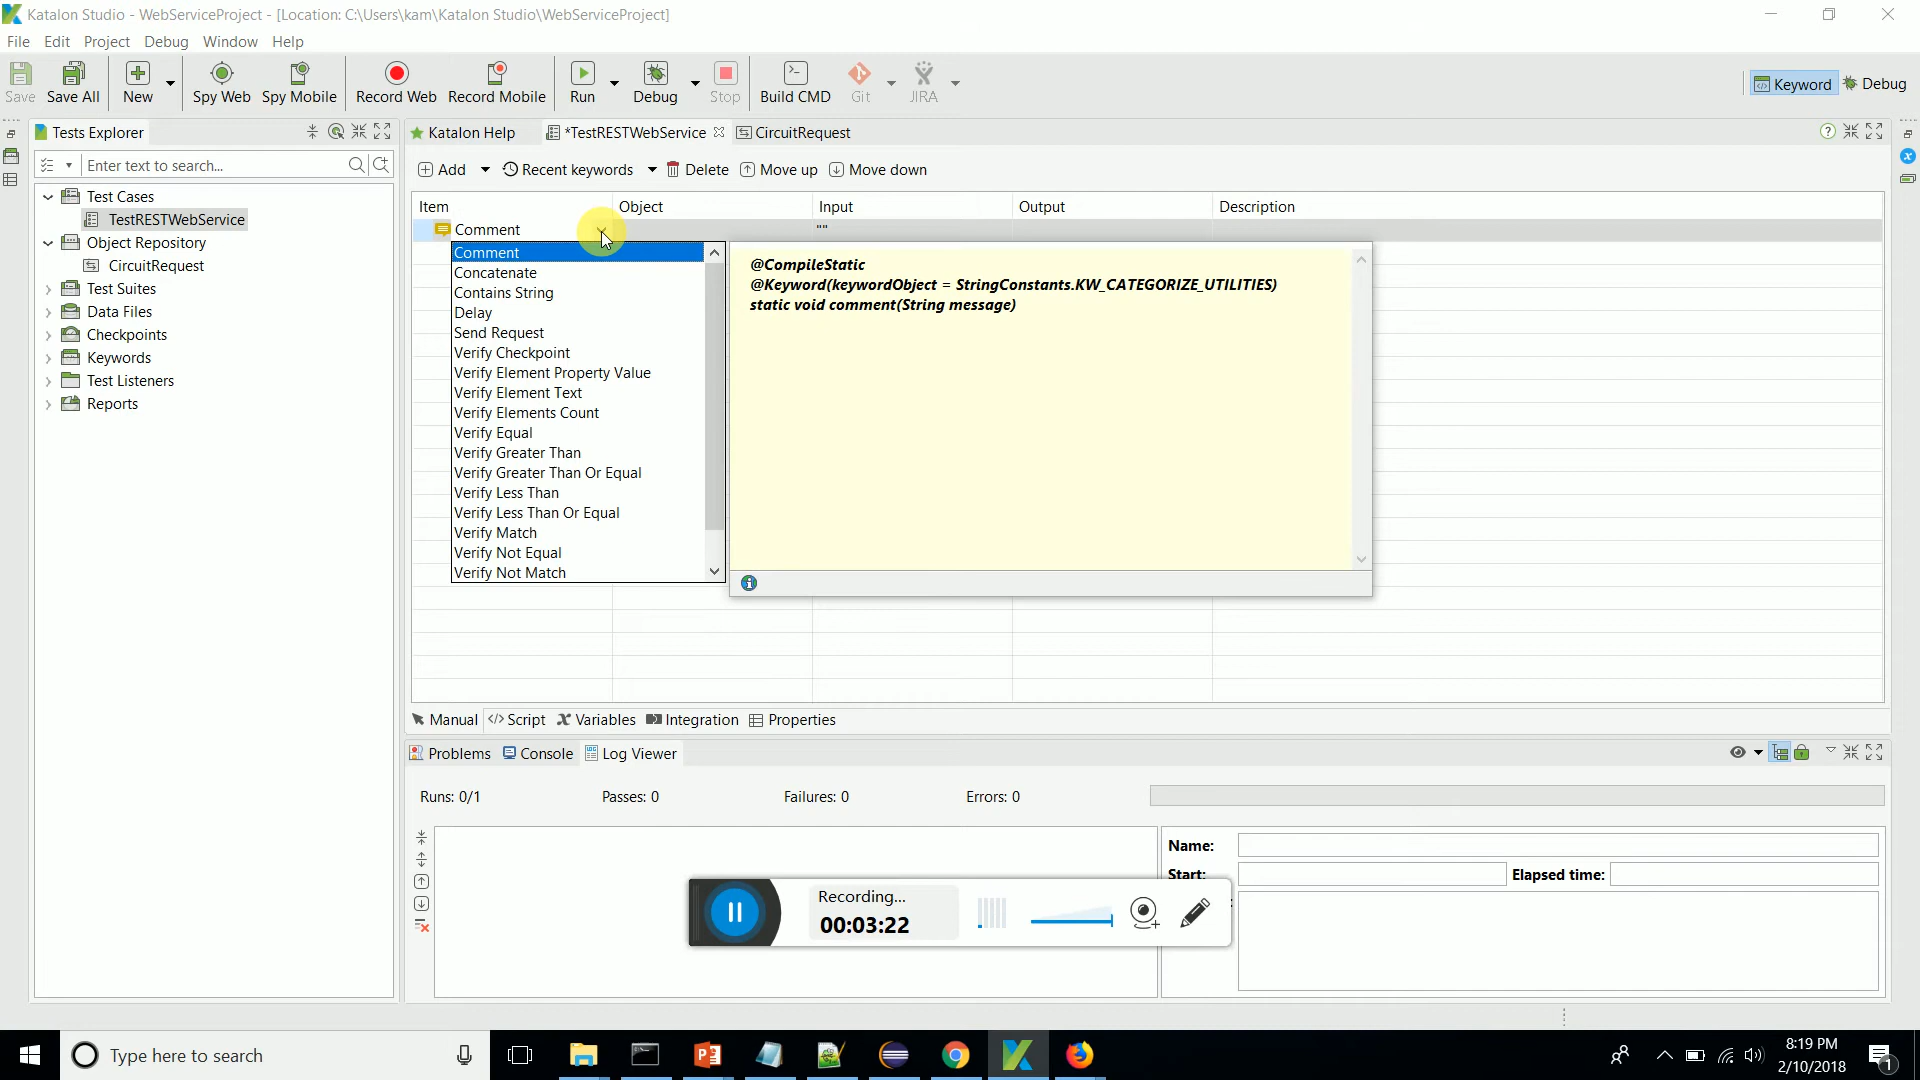 Katalon Studio - WebServiceProject - [Location: C:\Users\kam\Katalon Studio\WebServiceProject]
File Edit Project Debug Window Help
Save Save All New Spy Web Spy Mobile Record Web Record Mobile Run Debug Stop Build CMD Git JIRA Keyword Debug
Tests Explorer
Katalon Help *TestRESTWebService CircuitRequest
Enter text to search...
Add Recent keywords Delete Move up Move down
Test Cases
TestRESTWebService
Object Repository
CircuitRequest
Test Suites
Data Files
Checkpoints
Keywords
Test Listeners
Reports
Item Object Input Output Description
Comment ""
Comment
Concatenate
Contains String
Delay
Send Request
Verify Checkpoint
Verify Element Property Value
Verify Element Text
Verify Elements Count
Verify Equal
Verify Greater Than
Verify Greater Than Or Equal
Verify Less Than
Verify Less Than Or Equal
Verify Match
Verify Not Equal
Verify Not Match
@CompileStatic
@Keyword(keywordObject = StringConstants.KW_CATEGORIZE_UTILITIES)
static void comment(String message)
Manual </> Script Variables Integration Properties
Problems Console Log Viewer
Runs: 0/1 Passes: 0 Failures: 0 Errors: 0
Name:
Start: Elapsed time:
Recording...
00:03:22
Type here to search
8:19 PM
2/10/2018
1